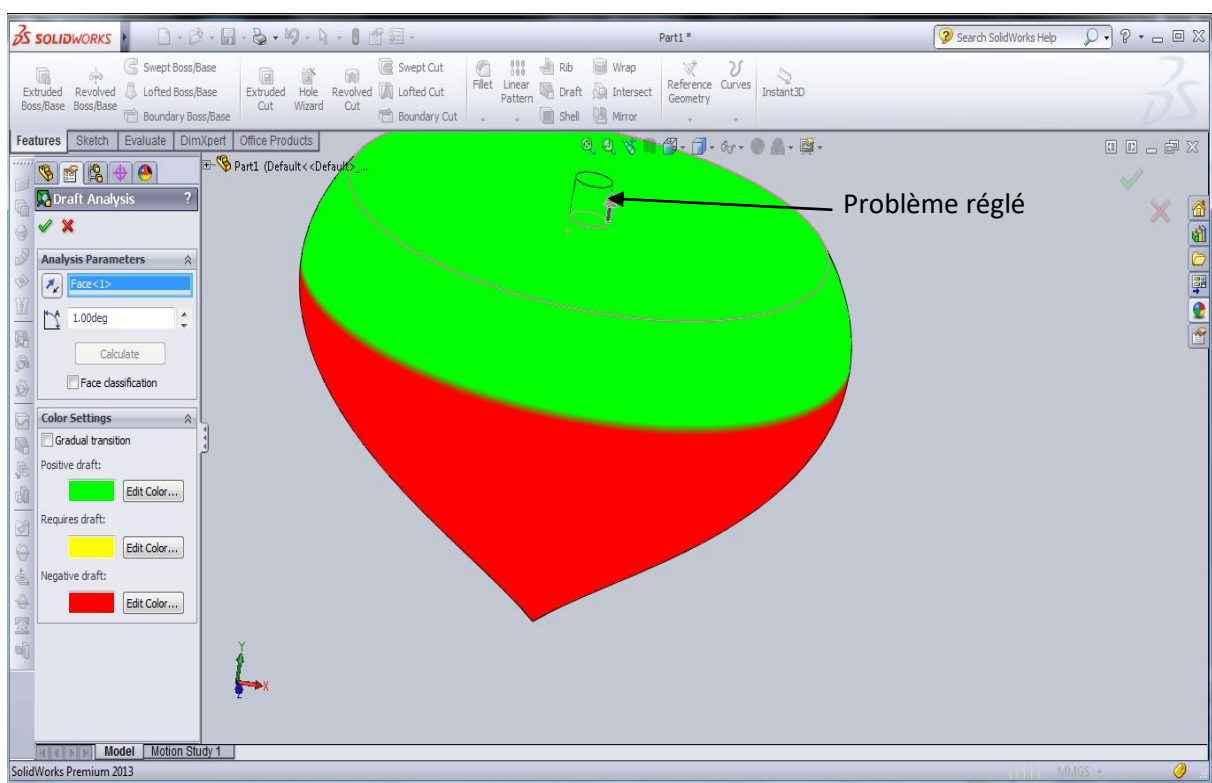 SOLIDWORKS
Part1 *
Search SolidWorks Help
Extruded Boss/Base
Revolved Boss/Base
Swept Boss/Base
Lofted Boss/Base
Boundary Boss/Base
Extruded Cut
Hole Wizard
Revolved Cut
Swept Cut
Lofted Cut
Boundary Cut
Fillet
Linear Pattern
Rib
Draft
Shell
Wrap
Intersect
Mirror
Reference Geometry
Curves
Instant3D
Features
Sketch
Evaluate
DimXpert
Office Products
Part1 (Default<<Default>_...
Draft Analysis
?
Problème réglé
Analysis Parameters
Face<1>
1.00deg
Calculate
Face classification
Color Settings
Gradual transition
Positive draft:
Edit Color...
Requires draft:
Edit Color...
Negative draft:
Edit Color...
Y
X
Z
Model
Motion Study 1
SolidWorks Premium 2013
MMGS